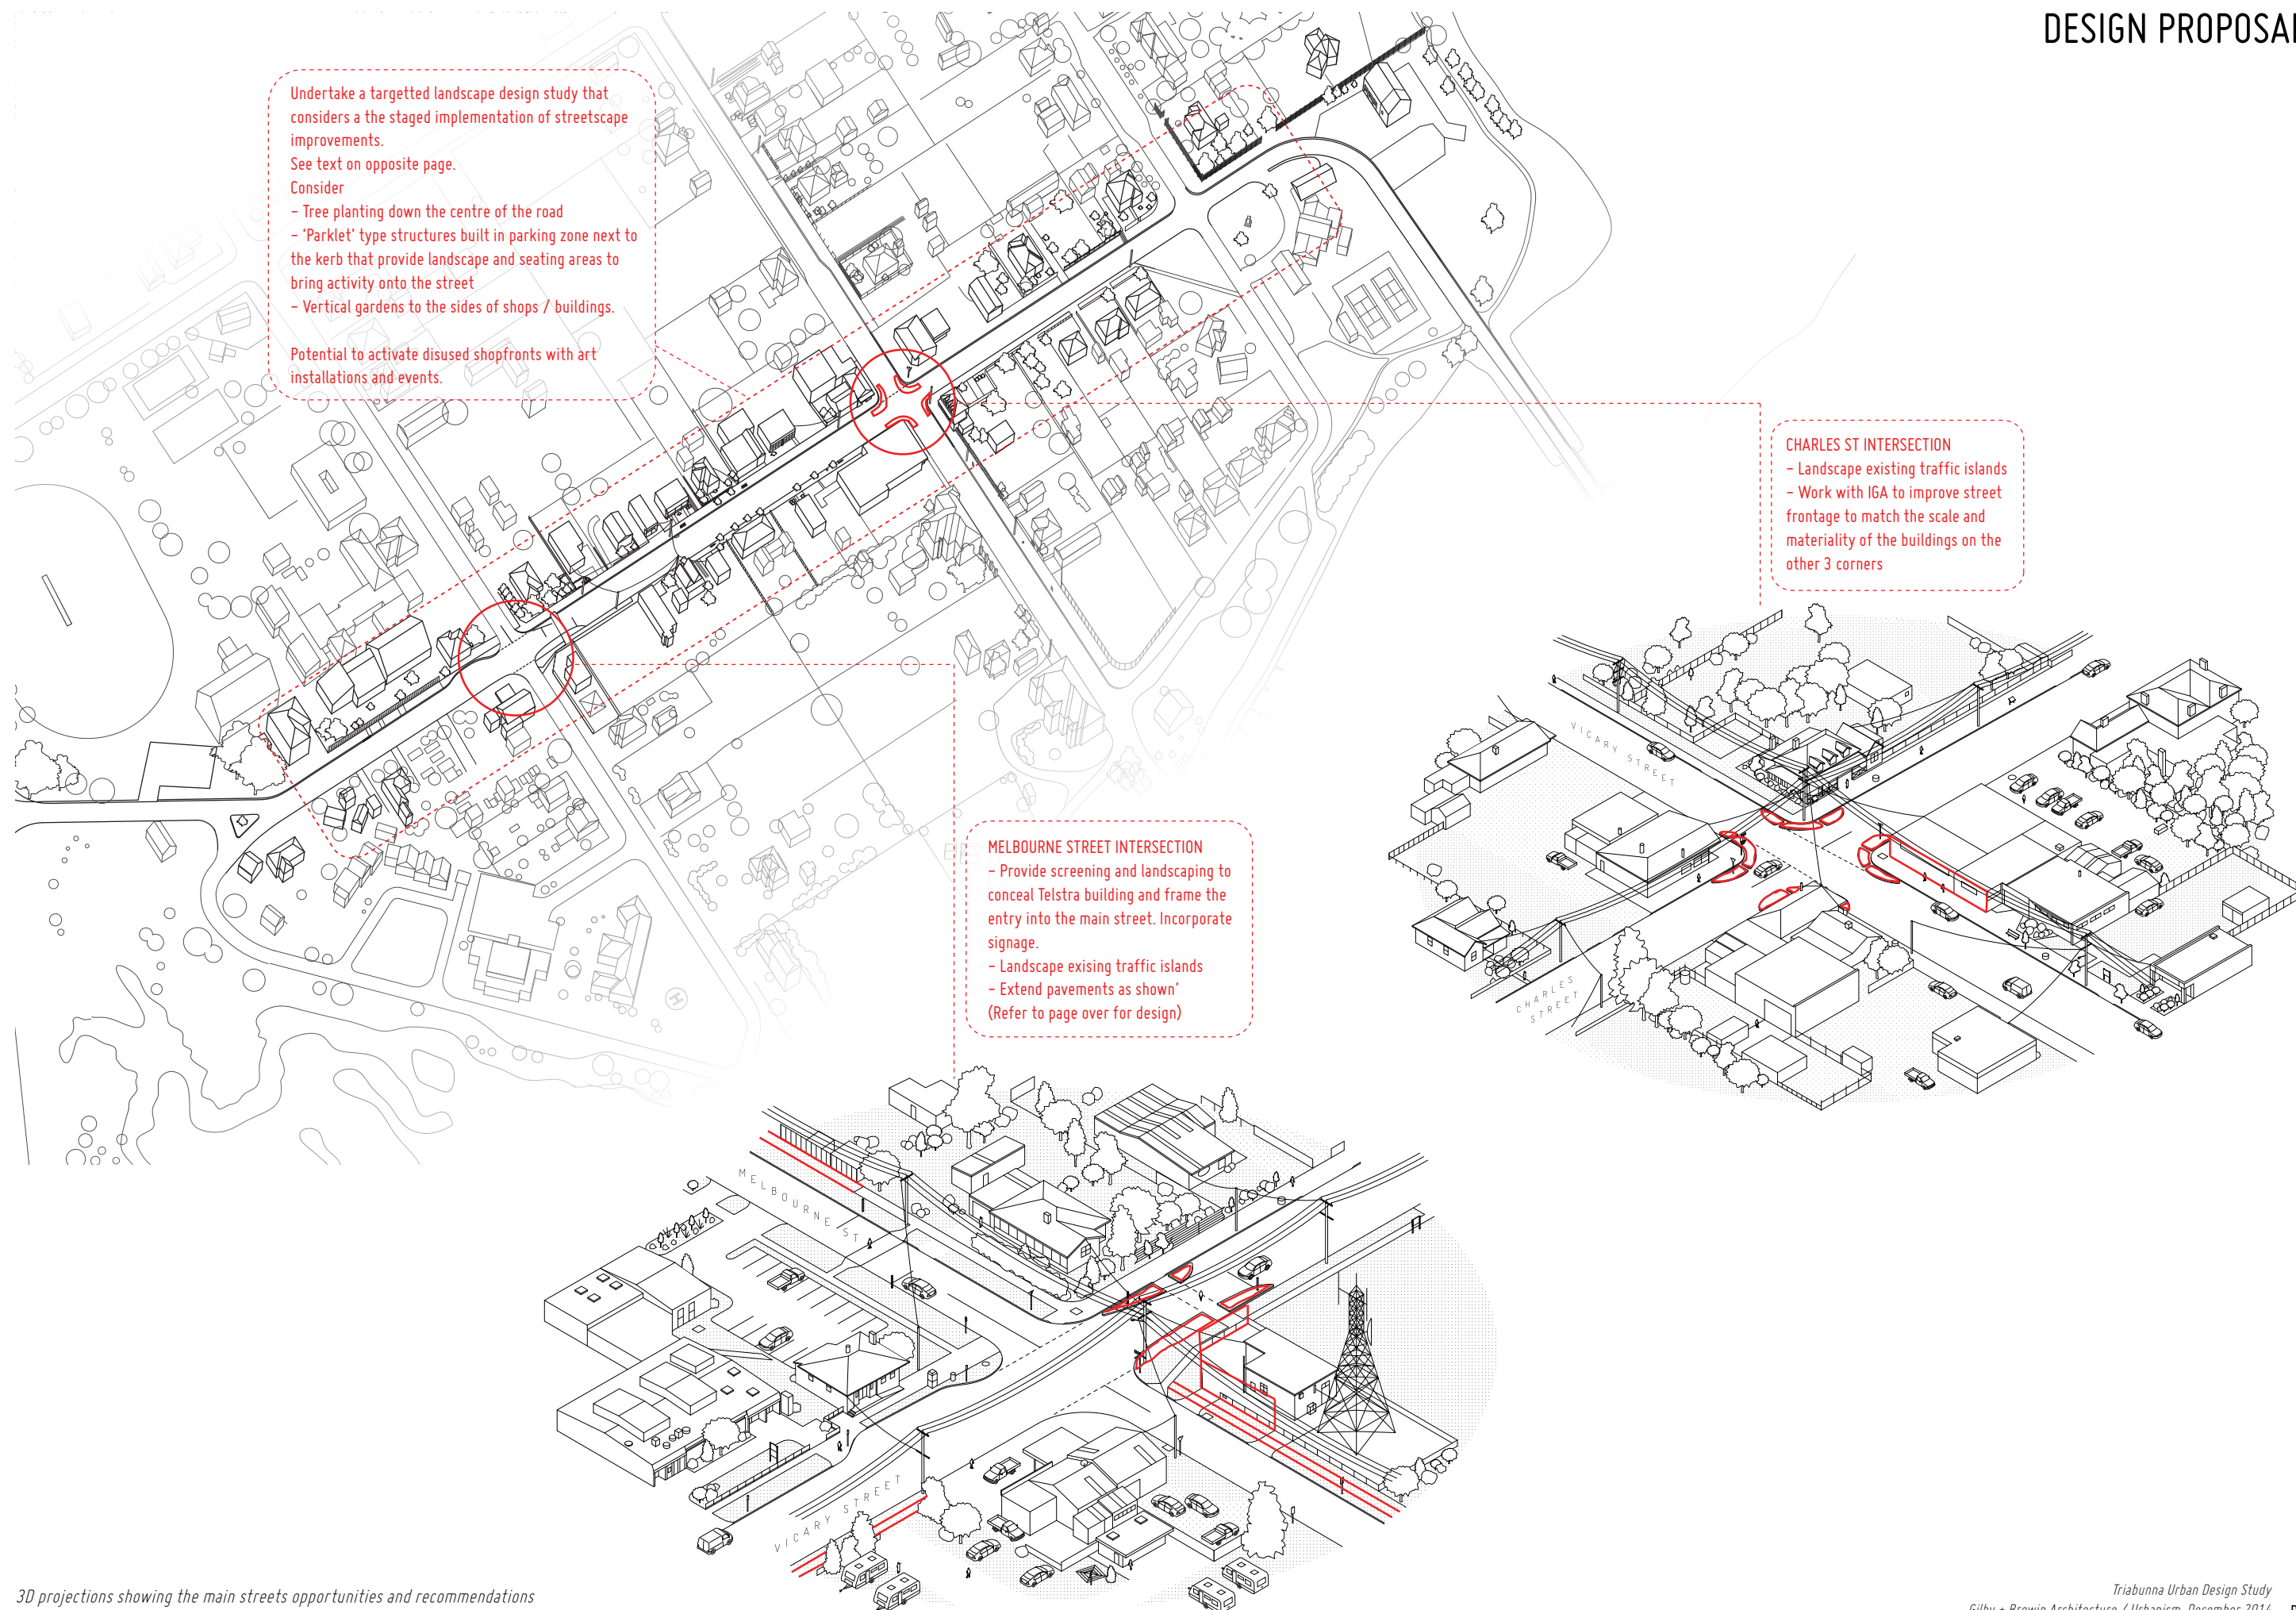 DESIGN PROPOSAL
Undertake a targetted landscape design study that
considers a the staged implementation of streetscape
improvements.
See text on opposite page.
Consider
– Tree planting down the centre of the road
– ‘Parklet’ type structures built in parking zone next to
the kerb that provide landscape and seating areas to
bring activity onto the street
– Vertical gardens to the sides of shops / buildings.
Potential to activate disused shopfronts with art
installations and events.
CHARLES ST INTERSECTION
– Landscape existing traffic islands
– Work with IGA to improve street
frontage to match the scale and
materiality of the buildings on the
other 3 corners
VICARY STREET
CHARLES
STREET
MELBOURNE STREET INTERSECTION
– Provide screening and landscaping to
conceal Telstra building and frame the
entry into the main street. Incorporate
signage.
– Landscape exising traffic islands
– Extend pavements as shown’
(Refer to page over for design)
MELBOURNE ST
VICARY STREET
H
3D projections showing the main streets opportunities and recommendations
Triabunna Urban Design Study
Architecture / Urbanism, December 2014